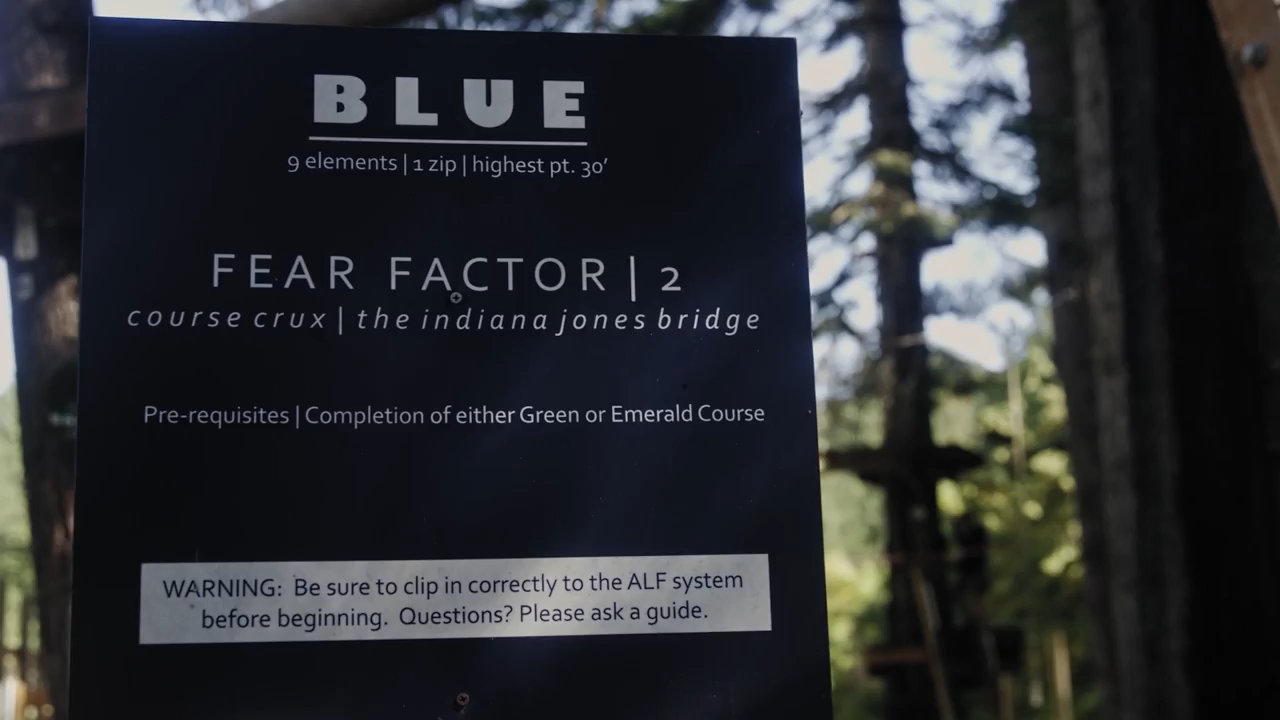 BLUE
9 elements | 1 zip | highest pt. 30'
FEAR FACTOR | 2
course crux | the indiana jones bridge
Pre-requisites | Completion of either Green or Emerald Course
WARNING: Be sure to clip in correctly to the ALF system
before beginning. Questions? Please ask a guide.